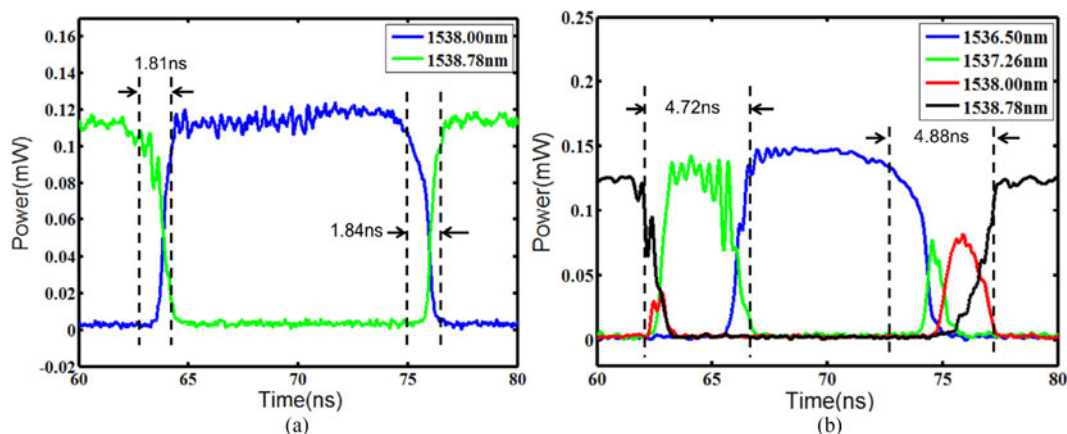 1538.00nm
1538.78nm
1.81ns
1.84ns
0.16
0.14
0.12
0.10
0.08
0.06
0.04
0.02
0
-0.02
Power(mW)
60
65
70
75
80
Time(ns)
(a)
1536.50nm
1537.26nm
1538.00nm
1538.78nm
4.72ns
4.88ns
0.25
0.2
0.15
0.1
0.05
0
Power(mW)
60
65
70
75
80
Time(ns)
(b)